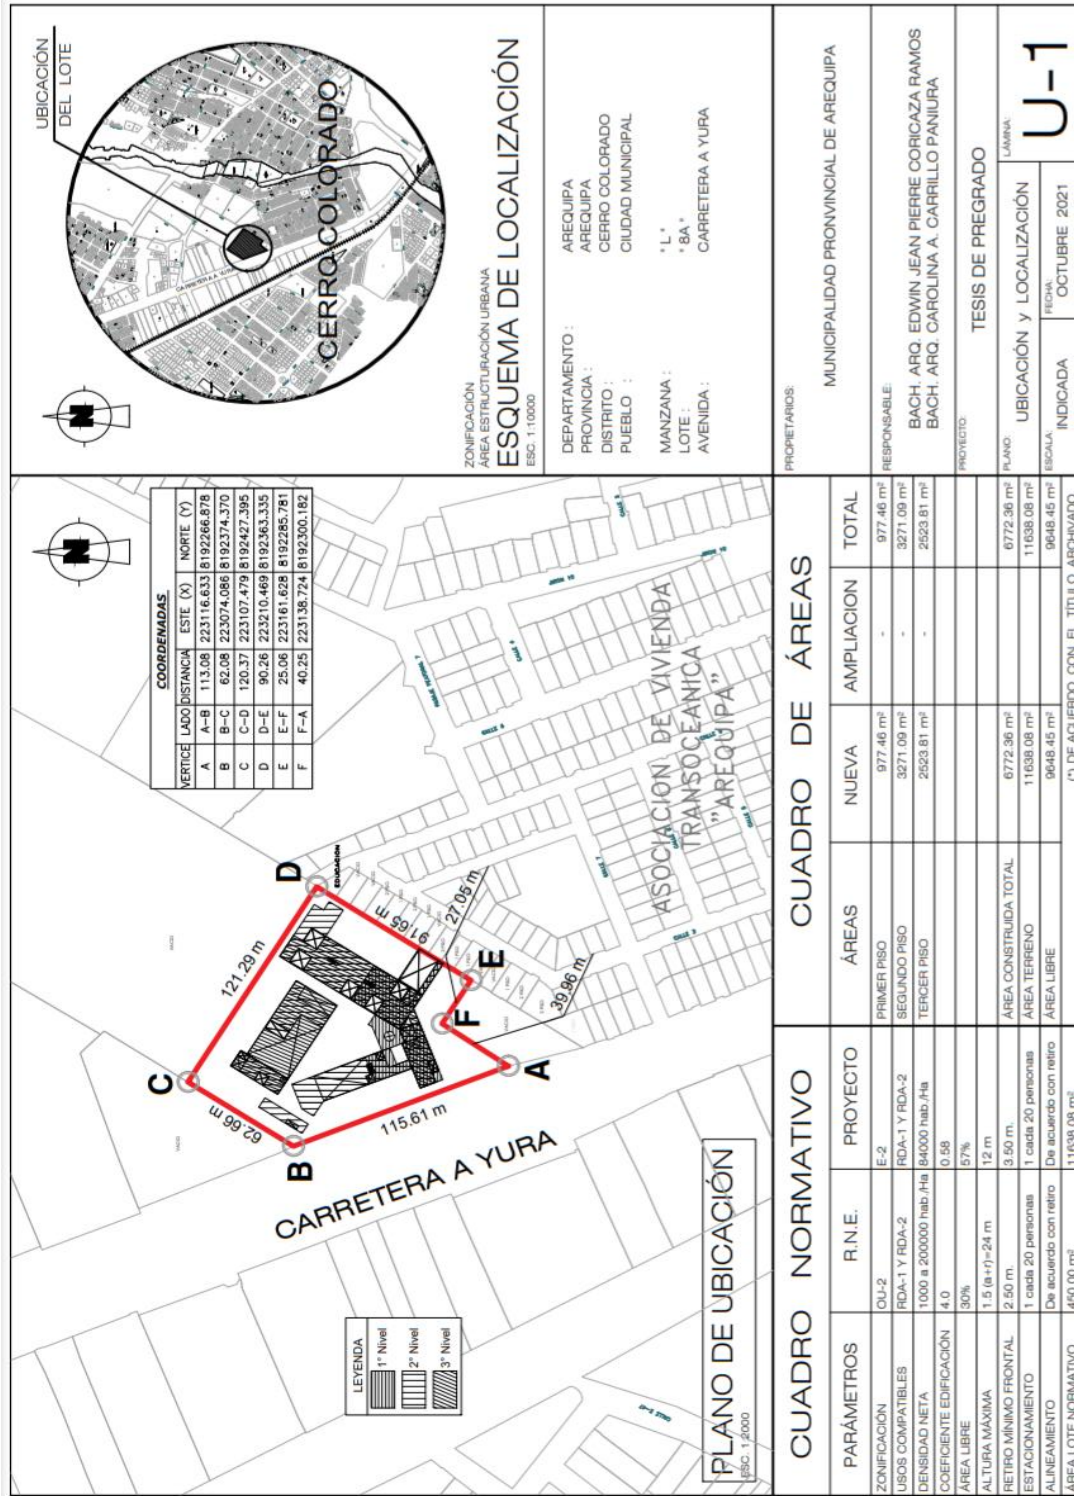 UBICACIÓN
DEL LOTE
N
CERRO COLORADO
CARRETERA A YURA
ZONIFICACIÓN
ÁREA ESTRUCTURACIÓN URBANA
ESQUEMA DE LOCALIZACIÓN
ESC. 1:10000
DEPARTAMENTO : AREQUIPA
PROVINCIA : AREQUIPA
DISTRITO : CERRO COLORADO
PUEBLO : CIUDAD MUNICIPAL
MANZANA : "L"
LOTE : "8A"
AVENIDA : CARRETERA A YURA
PROPIETARIOS:
MUNICIPALIDAD PRONVINCIAL DE AREQUIPA
RESPONSABLE:
BACH. ARQ. EDWIN JEAN PIERRE CORICAZA RAMOS
BACH. ARQ. CAROLINA A. CARRILLO PANIURA
PROYECTO:
TESIS DE PREGRADO
PLANO:
UBICACIÓN y LOCALIZACIÓN
LÁMINA:
U-1
ESCALA:
INDICADA
FECHA:
OCTUBRE 2021
N
COORDENADAS
VERTICE LADO DISTANCIA ESTE (X) NORTE (Y)
A A-B 113.08 223116.633 8192266.878
B B-C 62.08 223074.086 8192374.370
C C-D 120.37 223107.479 8192427.395
D D-E 90.26 223210.469 8192363.335
E E-F 25.06 223161.628 8192285.781
F F-A 40.25 223138.724 8192300.182
C
D
B
A
F
E
121.29 m
62.66 m
115.61 m
91.65 m
27.05 m
39.96 m
EDUCACIÓN
CARRETERA A YURA
ASOCIACION DE VIVIENDA
TRANSOCEANICA
"AREQUIPA"
LEYENDA
1° Nivel
2° Nivel
3° Nivel
PLANO DE UBICACIÓN
ESC. 1:2000
CUADRO NORMATIVO
PARÁMETROS R.N.E. PROYECTO
ZONIFICACIÓN OU-2 E-2
USOS COMPATIBLES RDA-1 Y RDA-2 RDA-1 Y RDA-2
DENSIDAD NETA 1000 a 200000 hab./Ha 84000 hab./Ha
COEFICIENTE EDIFICACIÓN 4.0 0.58
ÁREA LIBRE 30% 57%
ALTURA MÁXIMA 1.5 (a+r)=24 m 12 m
RETIRO MÍNIMO FRONTAL 2.50 m. 3.50 m.
ESTACIONAMIENTO 1 cada 20 personas 1 cada 20 personas
ALINEAMIENTO De acuerdo con retiro De acuerdo con retiro
ÁREA LOTE NORMATIVO 450.00 m² 11638.08 m²
CUADRO DE ÁREAS
ÁREAS NUEVA AMPLIACION TOTAL
PRIMER PISO 977.46 m² - 977.46 m²
SEGUNDO PISO 3271.09 m² - 3271.09 m²
TERCER PISO 2523.81 m² - 2523.81 m²
ÁREA CONSTRUIDA TOTAL 6772.36 m² 6772.36 m²
ÁREA TERRENO 11638.08 m² 11638.08 m²
ÁREA LIBRE 9648.45 m² 9648.45 m²
(*) DE ACUERDO CON EL TÍTULO ARCHIVADO